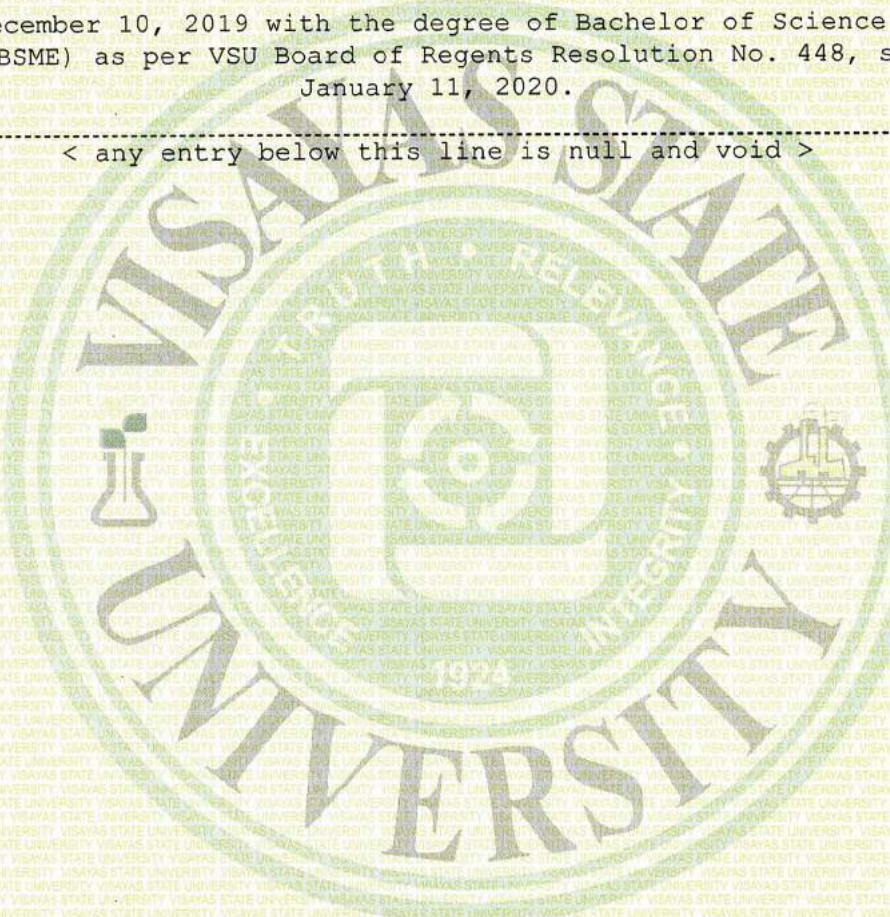 ecember 10, 2019 with the degree of Bachelor of Science
BSME) as per VSU Board of Regents Resolution No. 448, s
January 11, 2020.
< any entry below this line is null and void >
VISAYAS STATE
TRUTH • RELEVANCE •
EXCELLENCE
INTEGRITY
1924
UNIVERSITY